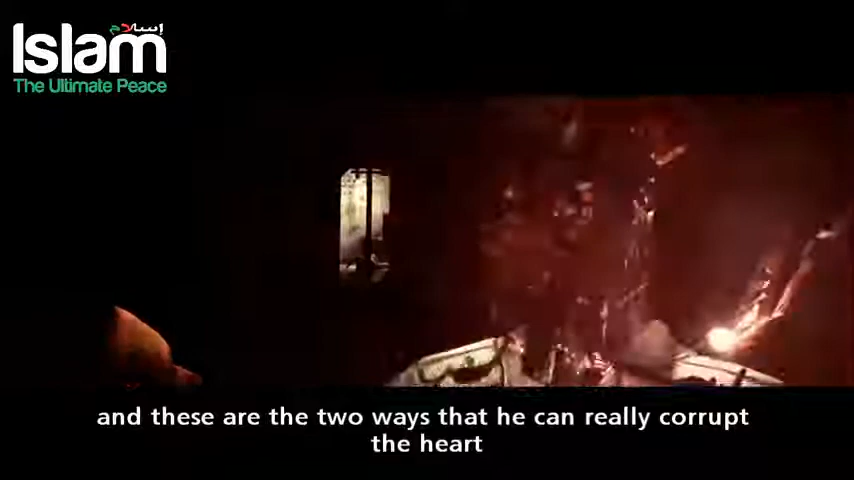 إسلام
Islam
The Ultimate Peace
and these are the two ways that he can really corrupt
the heart